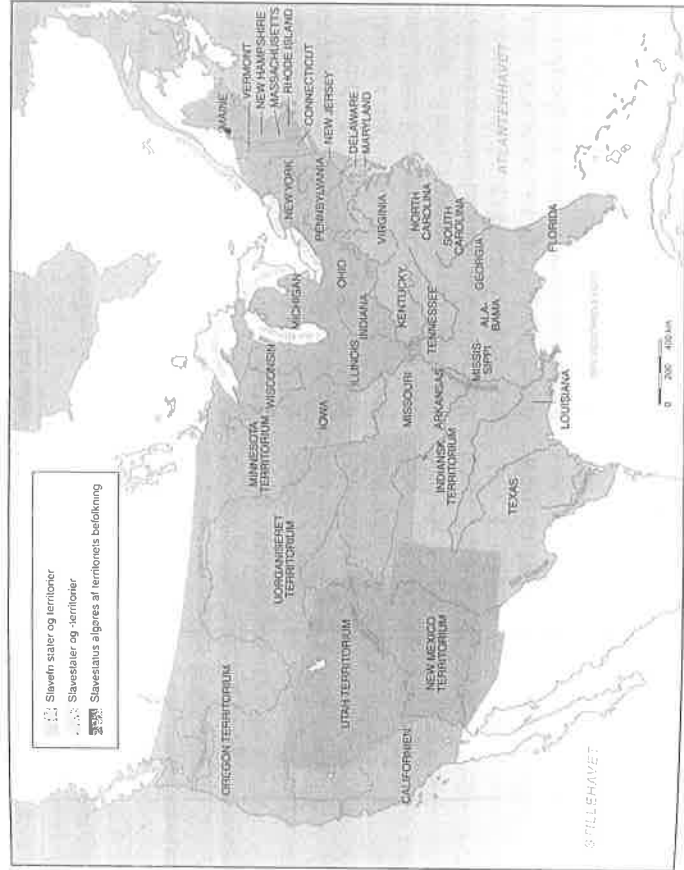 Slavefri stater og territorier
Slavestater og -territorier
Slavestatus afgøres af territoriets befolkning
OREGON TERRITORIUM
UORGANISERET
TERRITORIUM
MINNESOTA
TERRITORIUM
WISCONSIN
MICHIGAN
IOWA
ILLINOIS
INDIANA
OHIO
PENNSYLVANIA
NEW YORK
MAINE
VERMONT
NEW HAMPSHIRE
MASSACHUSETTS
RHODE ISLAND
CONNECTICUT
NEW JERSEY
DELAWARE
MARYLAND
UTAH TERRITORIUM
CALIFORNIEN
NEW MEXICO
TERRITORIUM
INDIANSK
TERRITORIUM
ARKANSAS
MISSOURI
KENTUCKY
TENNESSEE
VIRGINIA
NORTH
CAROLINA
SOUTH
CAROLINA
GEORGIA
ALA-
BAMA
MISSIS-
SIPPI
TEXAS
LOUISIANA
FLORIDA
ATLANTERHAVET
STILLEHAVET
0 200 400 km